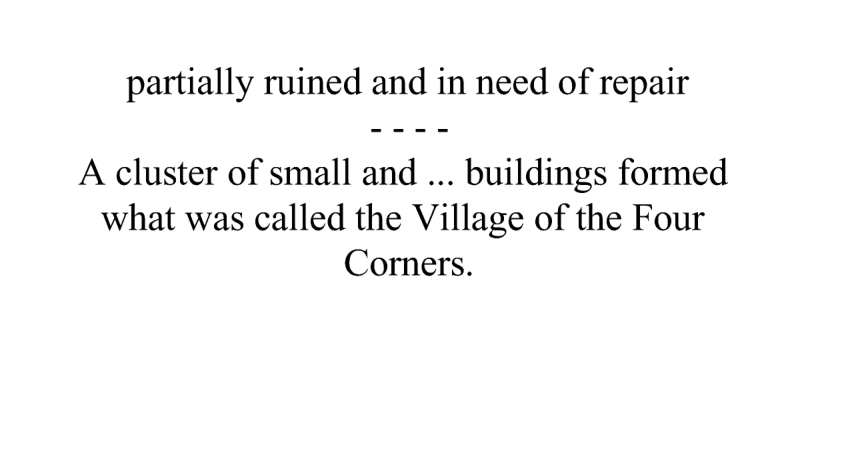 partially ruined and in need of repair
- - - -
A cluster of small and ... buildings formed
what was called the Village of the Four
Corners.